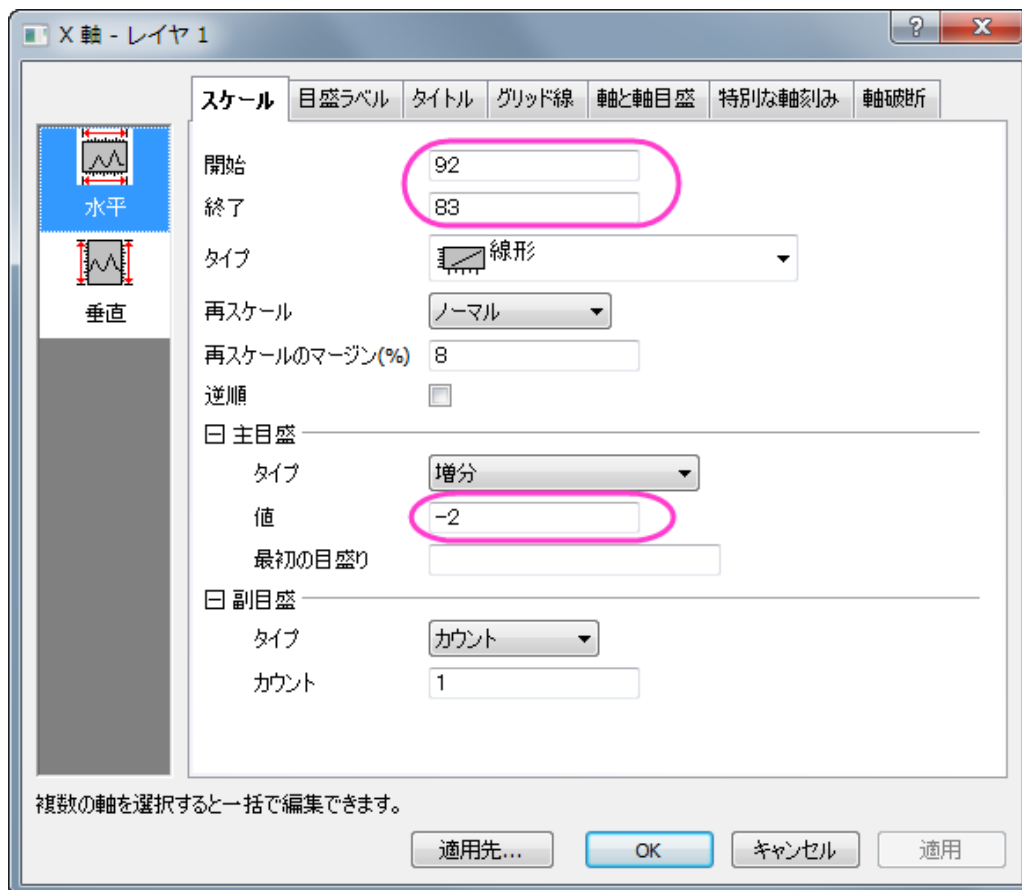 X 軸 - レイヤ 1
スケール 目盛ラベル タイトル グリッド線 軸と軸目盛 特別な軸刻み 軸破断
水平
垂直
開始 92
終了 83
タイプ 線形
再スケール ノーマル
再スケールのマージン(%) 8
逆順
主目盛
タイプ 増分
値 -2
最初の目盛り
副目盛
タイプ カウント
カウント 1
複数の軸を選択すると一括で編集できます。
適用先... OK キャンセル 適用